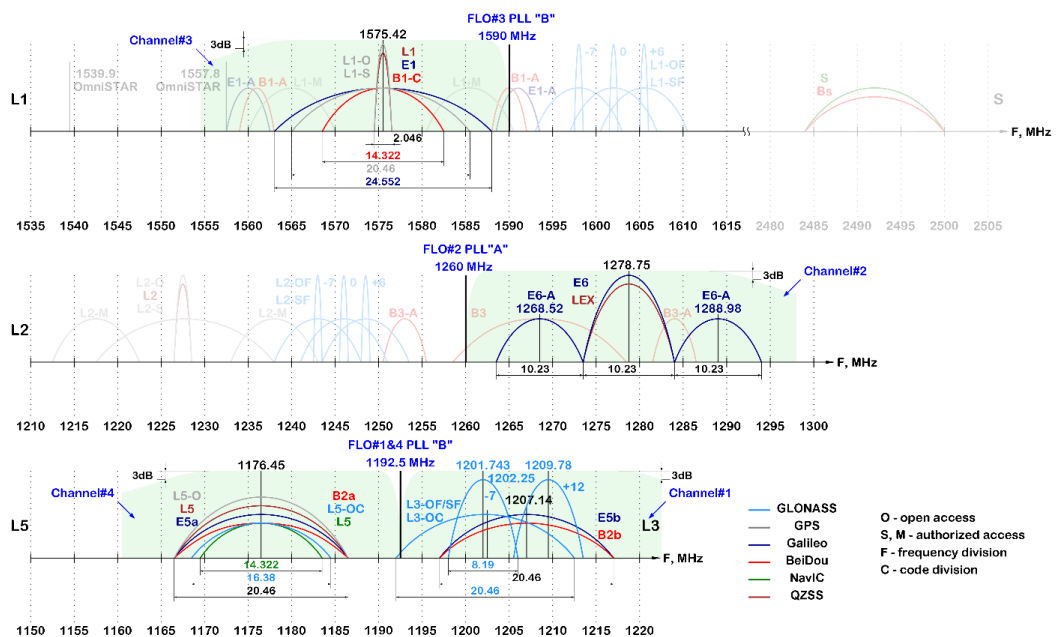 FLO#3 PLL "B"
Channel#3
3dB
1575.42
1590 MHz
-7 0 +6
1539.9
OmniSTAR
1557.8
OmniSTAR
E1-A
B1-A
L1-M
L1-O
L1-S
L1
E1
B1-C
L1-M
B1-A
E1-A
L1-OF
L1-SF
S
Bs
L1
S
F, MHz
F, MHz
2.046
14.322
20.46
24.552
1535 1540 1545 1550 1555 1560 1565 1570 1575 1580 1585 1590 1595 1600 1605 1610 1615 2480 2485 2490 2495 2500 2505
FLO#2 PLL"A"
1260 MHz
1278.75
3dB
Channel#2
L2-O
L2
L2-S
L2-OF -7 0 +6
L2-SF
L2-M
L2-M
B3-A
B3
E6-A
1268.52
E6
LEX
B3-A
E6-A
1288.98
L2
F, MHz
10.23 10.23 10.23
1210 1215 1220 1225 1230 1235 1240 1245 1250 1255 1260 1265 1270 1275 1280 1285 1290 1295 1300
FLO#1&4 PLL "B"
1192.5 MHz
3dB
1176.45
1201.743
1209.78
3dB
1202.25
Channel#4
-7
+12
Channel#1
L5-O
L5
E5a
B2a
L5-OC
L5
L3-OF/SF
L3-OC
1207.14
E5b
B2b
L5
L3
F, MHz
14.322
16.38
20.46
8.19
20.46
20.46
1150 1155 1160 1165 1170 1175 1180 1185 1190 1195 1200 1205 1210 1215 1220
GLONASS
GPS
Galileo
BeiDou
NavIC
QZSS
O - open access
S, M - authorized access
F - frequency division
C - code division